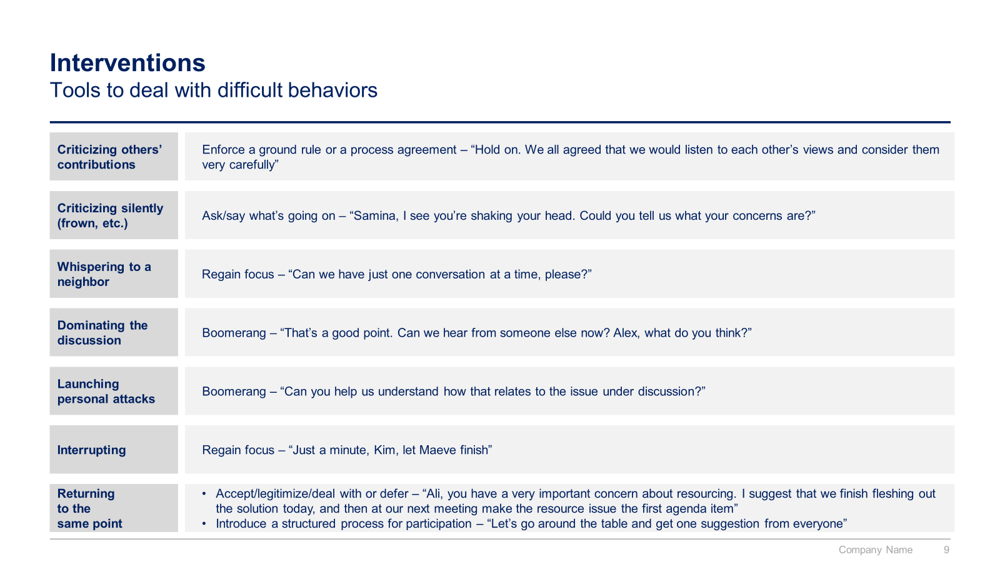 Interventions
Tools to deal with difficult behaviors
Criticizing others’
contributions
Enforce a ground rule or a process agreement – “Hold on. We all agreed that we would listen to each other’s views and consider them
very carefully”
Criticizing silently
(frown, etc.)
Ask/say what’s going on – “Samina, I see you’re shaking your head. Could you tell us what your concerns are?”
Whispering to a
neighbor
Regain focus – “Can we have just one conversation at a time, please?”
Dominating the
discussion
Boomerang – “That’s a good point. Can we hear from someone else now? Alex, what do you think?”
Launching
personal attacks
Boomerang – “Can you help us understand how that relates to the issue under discussion?”
Interrupting
Regain focus – “Just a minute, Kim, let Maeve finish”
Returning
to the
same point
• Accept/legitimize/deal with or defer – “Ali, you have a very important concern about resourcing. I suggest that we finish fleshing out
the solution today, and then at our next meeting make the resource issue the first agenda item”
• Introduce a structured process for participation – “Let’s go around the table and get one suggestion from everyone”
Company Name 9